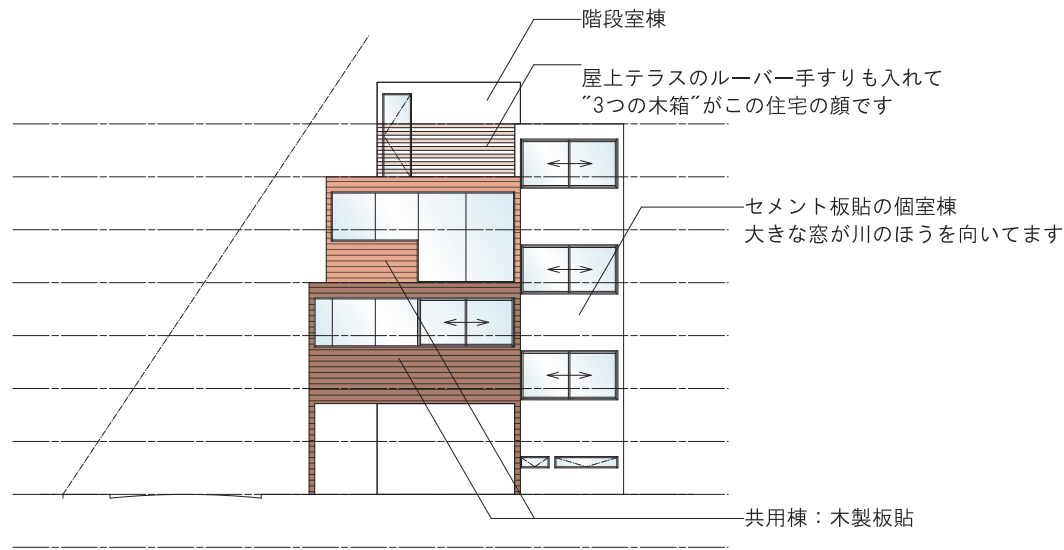 階段室棟
屋上テラスのルーバー手すりも入れて
″3つの木箱″がこの住宅の顔です
セメント板貼の個室棟
大きな窓が川のほうを向いてます
共用棟：木製板貼